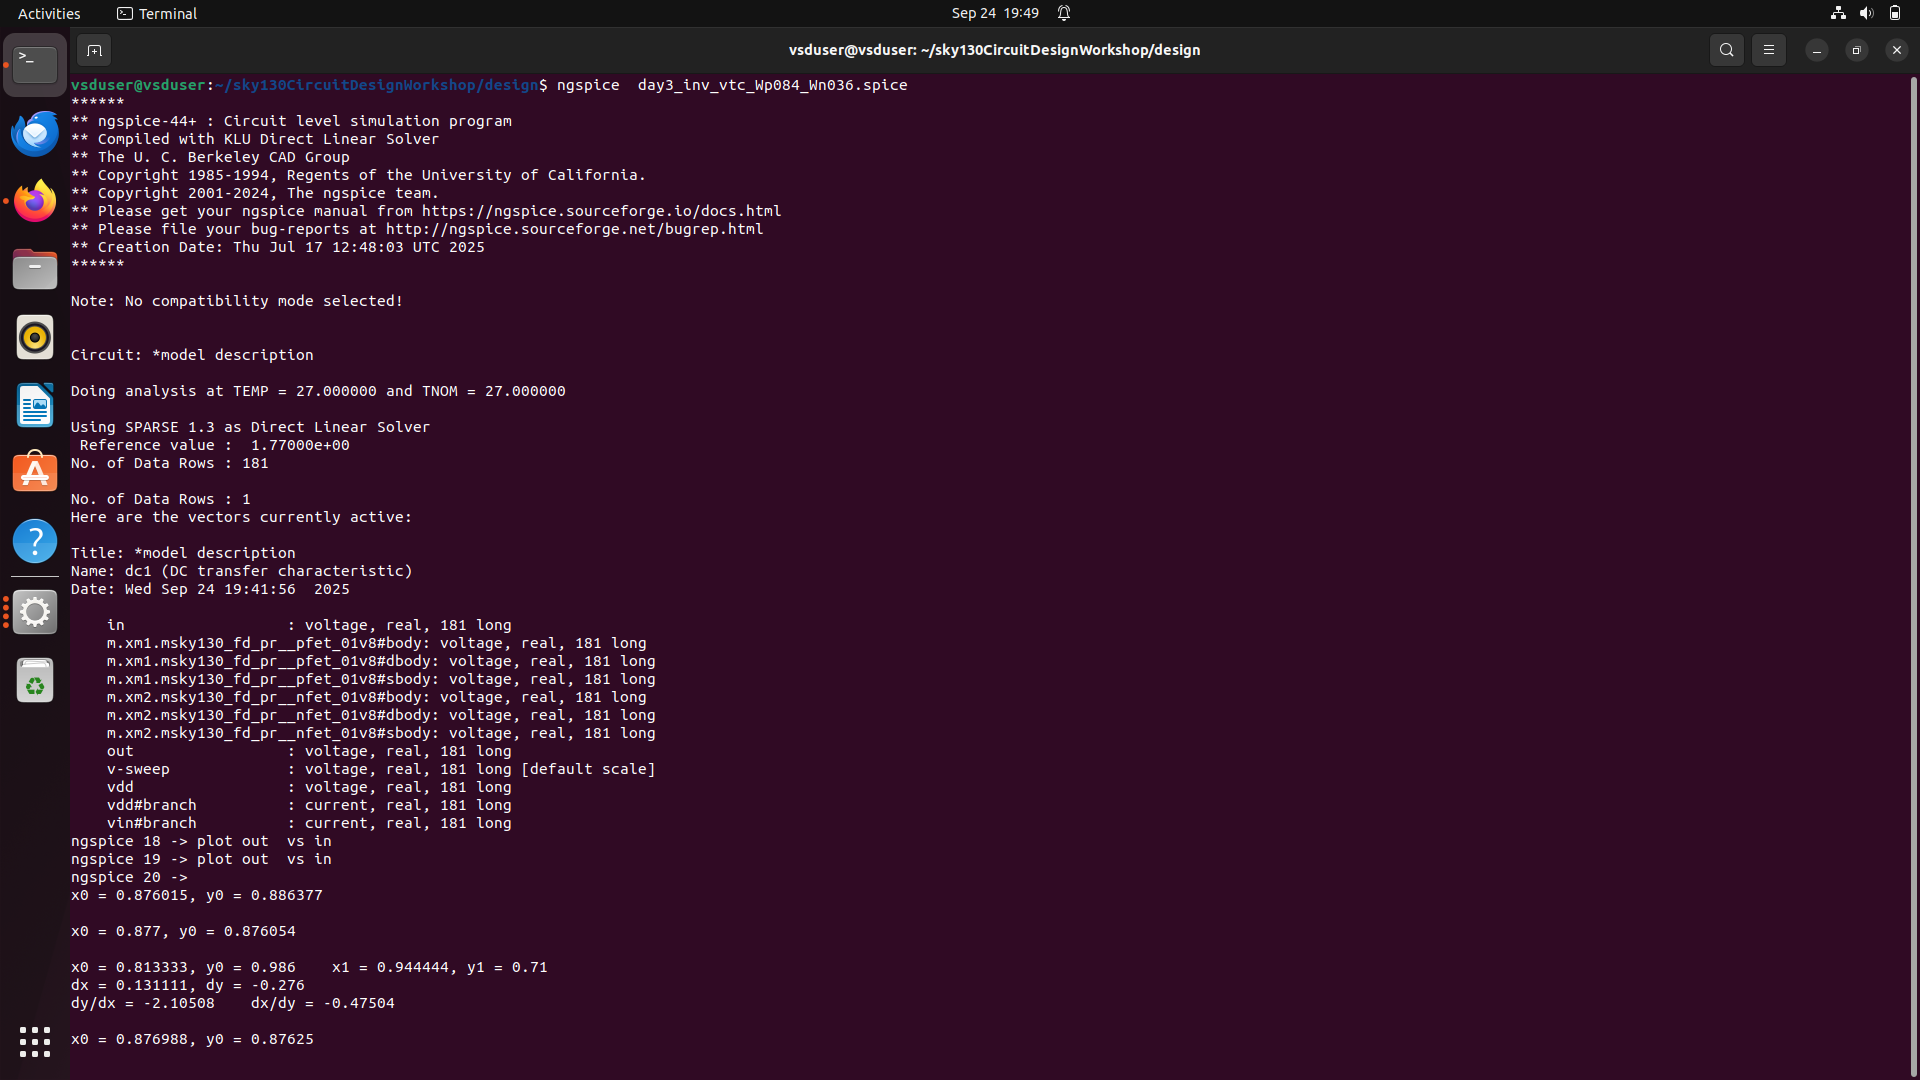 Activities
Terminal
Sep 24 19:49
vsduser@vsduser: ~/sky130CircuitDesignWorkshop/design
vsduser@vsduser:~/sky130CircuitDesignWorkshop/design$ ngspice  day3_inv_vtc_Wp084_Wn036.spice
******
** ngspice-44+ : Circuit level simulation program
** Compiled with KLU Direct Linear Solver
** The U. C. Berkeley CAD Group
** Copyright 1985-1994, Regents of the University of California.
** Copyright 2001-2024, The ngspice team.
** Please get your ngspice manual from https://ngspice.sourceforge.io/docs.html
** Please file your bug-reports at http://ngspice.sourceforge.net/bugrep.html
** Creation Date: Thu Jul 17 12:48:03 UTC 2025
******
Note: No compatibility mode selected!
Circuit: *model description
Doing analysis at TEMP = 27.000000 and TNOM = 27.000000
Using SPARSE 1.3 as Direct Linear Solver
 Reference value :  1.77000e+00
No. of Data Rows : 181
No. of Data Rows : 1
Here are the vectors currently active:
Title: *model description
Name: dc1 (DC transfer characteristic)
Date: Wed Sep 24 19:41:56  2025
    in                  : voltage, real, 181 long
    m.xm1.msky130_fd_pr__pfet_01v8#body: voltage, real, 181 long
    m.xm1.msky130_fd_pr__pfet_01v8#dbody: voltage, real, 181 long
    m.xm1.msky130_fd_pr__pfet_01v8#sbody: voltage, real, 181 long
    m.xm2.msky130_fd_pr__nfet_01v8#body: voltage, real, 181 long
    m.xm2.msky130_fd_pr__nfet_01v8#dbody: voltage, real, 181 long
    m.xm2.msky130_fd_pr__nfet_01v8#sbody: voltage, real, 181 long
    out                 : voltage, real, 181 long
    v-sweep             : voltage, real, 181 long [default scale]
    vdd                 : voltage, real, 181 long
    vdd#branch          : current, real, 181 long
    vin#branch          : current, real, 181 long
ngspice 18 -> plot out  vs in
ngspice 19 -> plot out  vs in
ngspice 20 ->
x0 = 0.876015, y0 = 0.886377
x0 = 0.877, y0 = 0.876054
x0 = 0.813333, y0 = 0.986    x1 = 0.944444, y1 = 0.71
dx = 0.131111, dy = -0.276
dy/dx = -2.10508    dx/dy = -0.47504
x0 = 0.876988, y0 = 0.87625